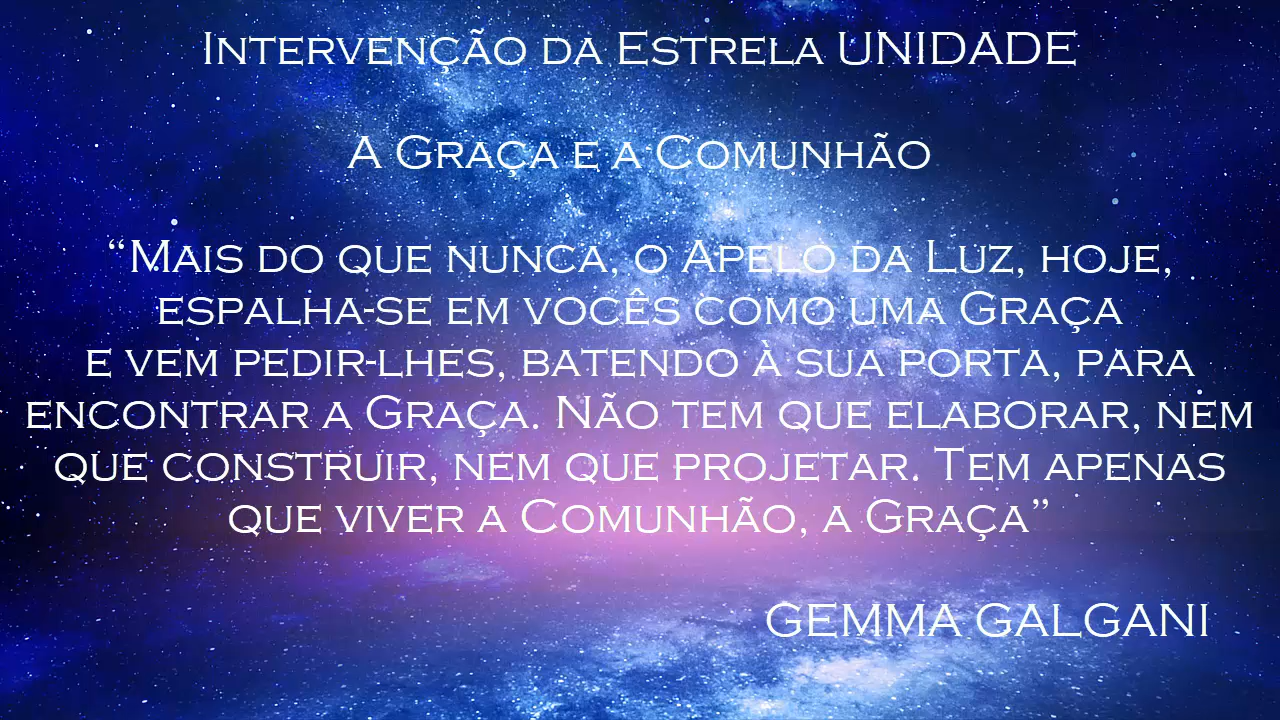 Intervenção da Estrela UNIDADE
A Graça e a Comunhão
“Mais do que nunca, o Apelo da Luz, hoje,
espalha-se em vocês como uma Graça
e vem pedir-lhes, batendo à sua porta, para
encontrar a Graça. Não tem que elaborar, nem
que construir, nem que projetar. Tem apenas
que viver a Comunhão, a Graça”
GEMMA GALGANI